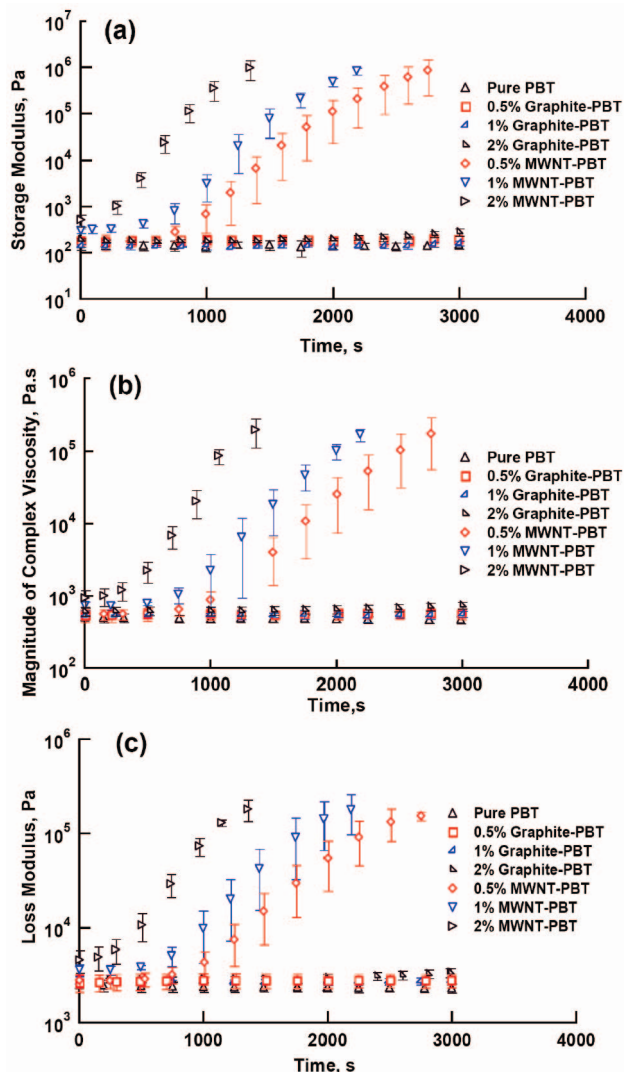 (a)
Storage Modulus, Pa
10^6
10^6
10^5
10^4
10^3
10^2
10^1
0
1000
2000
3000
4000
Time, s
Pure PBT
0.5% Graphite-PBT
1% Graphite-PBT
2% Graphite-PBT
0.5% MWNT-PBT
1% MWNT-PBT
2% MWNT-PBT
(b)
Magnitude of Complex Viscosity, Pa.s
10^6
10^5
10^4
10^3
10^2
0
1000
2000
3000
4000
Time,s
Pure PBT
0.5% Graphite-PBT
1% Graphite-PBT
2% Graphite-PBT
0.5% MWNT-PBT
1% MWNT-PBT
2% MWNT-PBT
(c)
Loss Modulus, Pa
10^6
10^5
10^4
10^3
0
1000
2000
3000
4000
Time, s
Pure PBT
0.5% Graphite-PBT
1% Graphite-PBT
2% Graphite-PBT
0.5% MWNT-PBT
1% MWNT-PBT
2% MWNT-PBT